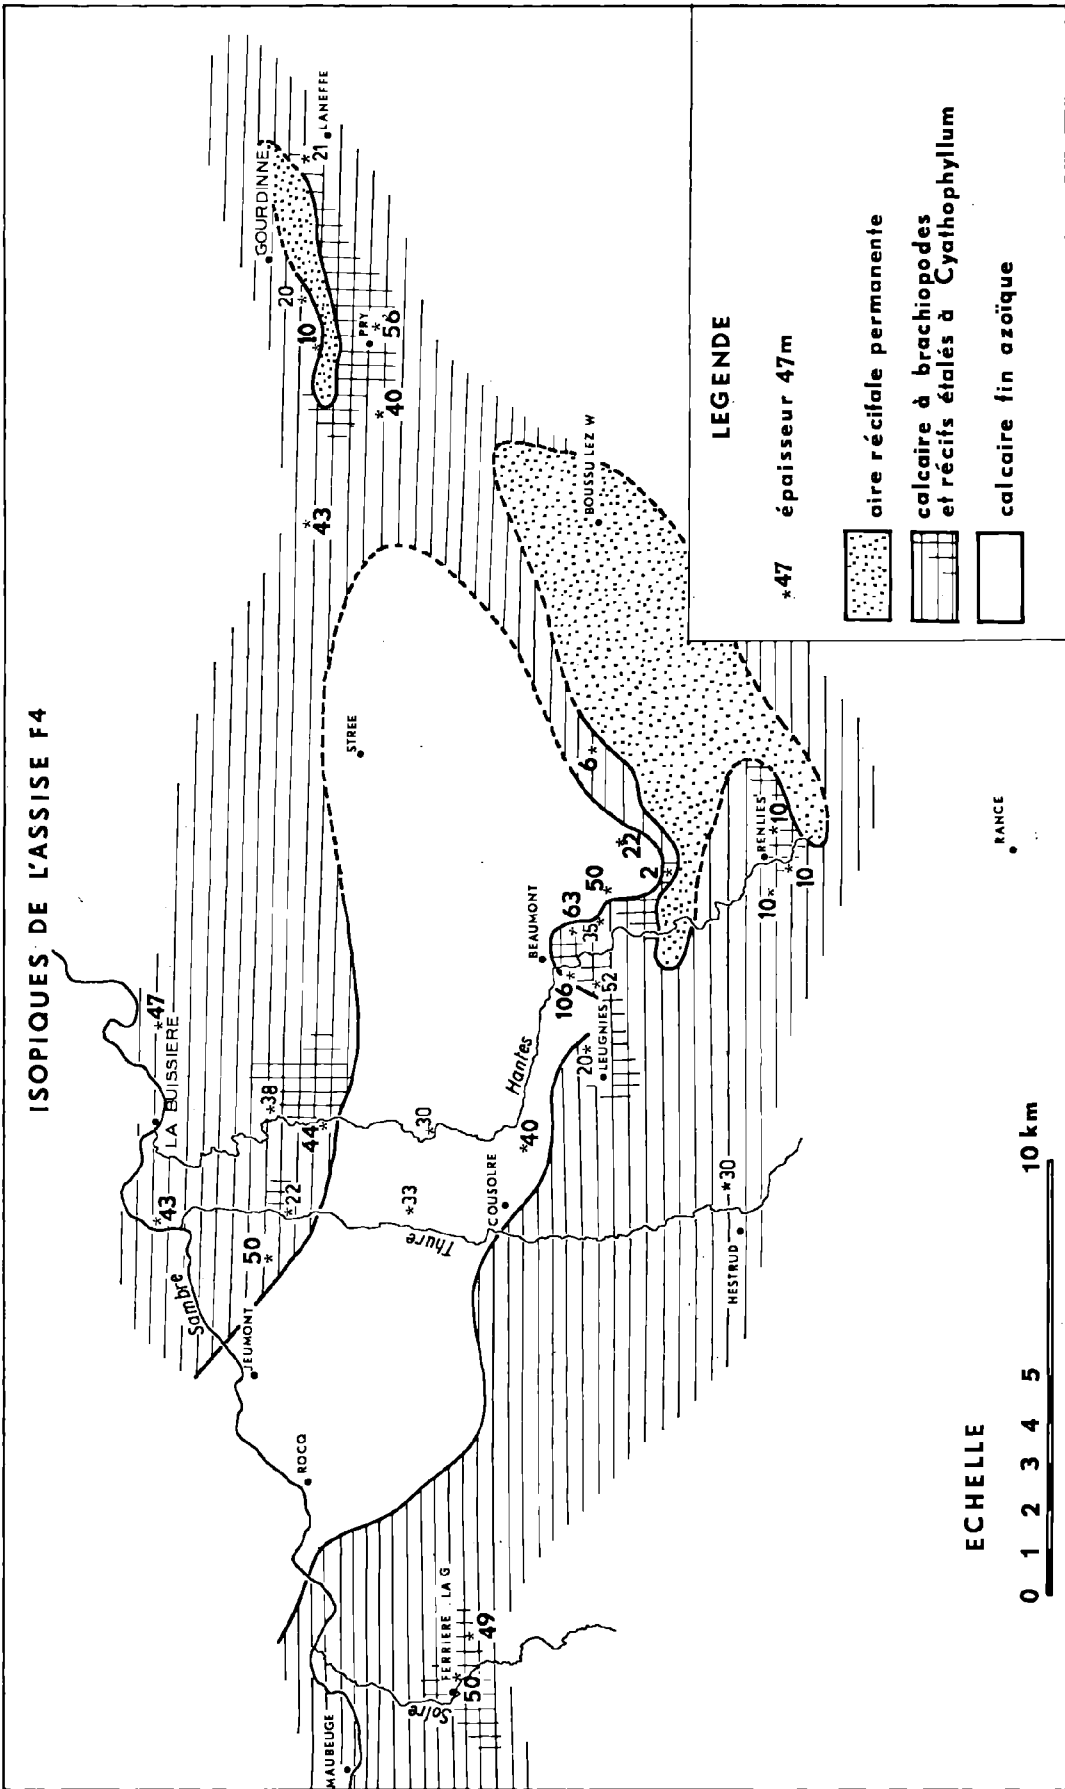 ISOPIQUES DE L'ASSISE F4
MAUBEUGE
Solre
FERRIERE LA G
50
49
ROCQ
JEUMONT
Sambre
43
LA BUISSIERE
47
50
22
38
44
33
30
Thure
Hantes
COUSOLRE
40
20
LEUGNIES
52
106
BEAUMONT
63
35
50
2
22
6
HESTRUD
30
RENLIES
10
10
10
RANCE
STREE
BOUSSU LEZ W
43
40
PRY
56
10
20
GOURDINNE
21
LANEFFE
LEGENDE
*47 épaisseur 47m
aire récifale permanente
calcaire à brachiopodes
et récifs étalés à Cyathophyllum
calcaire fin azoïque
ECHELLE
0 1 2 3 4 5 10 km